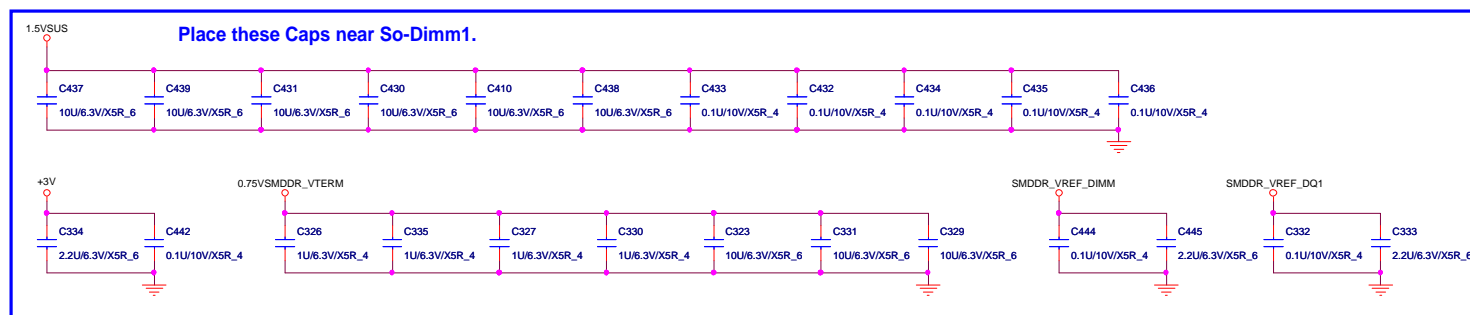 Place these Caps near So-Dimm1.
1.5VSUS
C437 C439 C431 C430 C410 C438 C433 C432 C434 C435 C436
10U/6.3V/X5R_6 10U/6.3V/X5R_6 10U/6.3V/X5R_6 10U/6.3V/X5R_6 10U/6.3V/X5R_6 10U/6.3V/X5R_6 0.1U/10V/X5R_4 0.1U/10V/X5R_4 0.1U/10V/X5R_4 0.1U/10V/X5R_4 0.1U/10V/X5R_4
+3V 0.75VSMDDR_VTERM SMDDR_VREF_DIMM SMDDR_VREF_DQ1
C334 C442 C326 C335 C327 C330 C323 C331 C329 C444 C445 C332 C333
2.2U/6.3V/X5R_6 0.1U/10V/X5R_4 1U/6.3V/X5R_4 1U/6.3V/X5R_4 1U/6.3V/X5R_4 1U/6.3V/X5R_4 10U/6.3V/X5R_6 10U/6.3V/X5R_6 10U/6.3V/X5R_6 0.1U/10V/X5R_4 2.2U/6.3V/X5R_6 0.1U/10V/X5R_4 2.2U/6.3V/X5R_6